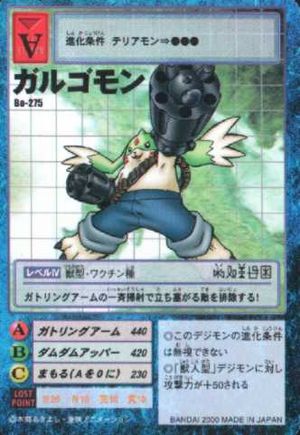 A
進化条件 テリアモン⇒●●●
ガルゴモン
Bo-275
レベルⅣ 獣型・ワクチン種
ガトリングアームの一斉掃射で立ち塞がる敵を排除する!
A ガトリングアーム 440
B ダムダムアッパー 420
C まもる(Aを0に) 230
◎このデジモンの進化条件は無視できない
◎「獣人型」デジモンに対し攻撃力が+50される
LOST POINT
BANDAI 2000 MADE IN JAPAN